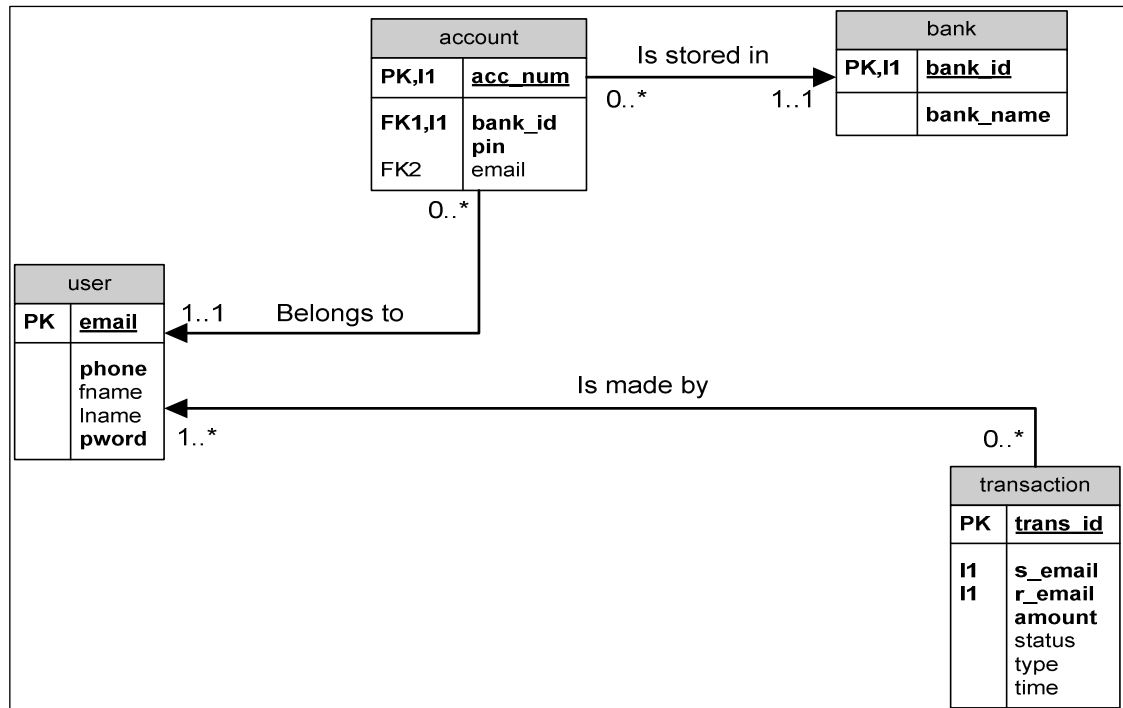 account
PK,I1 acc_num
FK1,I1 bank_id
pin
FK2 email
0..*
Is stored in
0..* 1..1
bank
PK,I1 bank_id
bank_name
user
PK email
phone
fname
lname
pword
1..1 Belongs to
Is made by
1..* 0..*
transaction
PK trans_id
I1 s_email
I1 r_email
amount
status
type
time